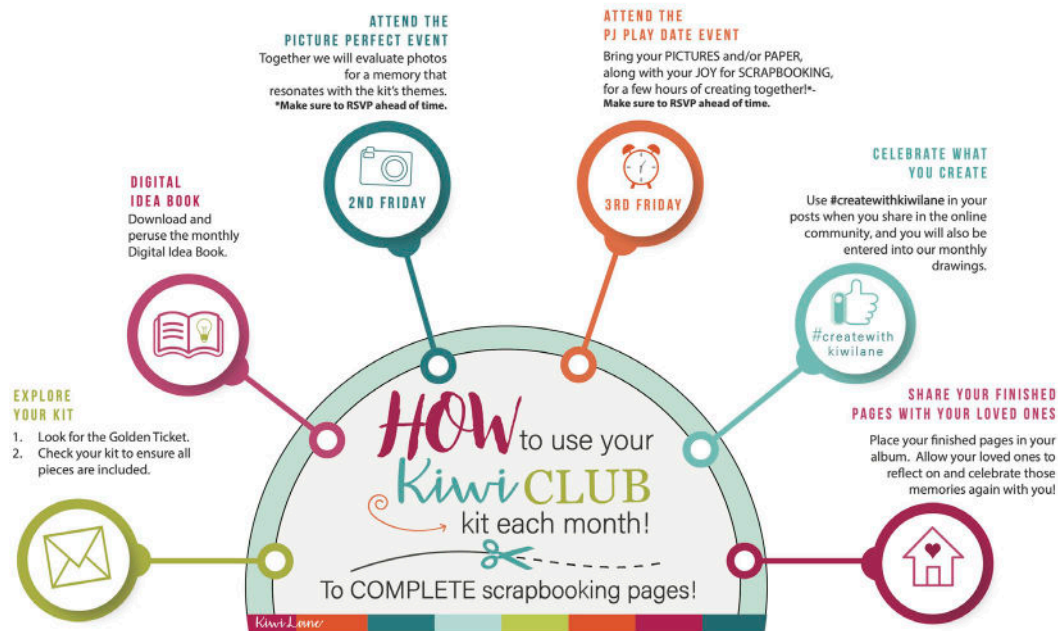 EXPLORE
YOUR KIT
1. Look for the Golden Ticket.
2. Check your kit to ensure all
pieces are included.
DIGITAL
IDEA BOOK
Download and
peruse the monthly
Digital Idea Book.
ATTEND THE
PICTURE PERFECT EVENT
Together we will evaluate photos
for a memory that
resonates with the kit's themes.
*Make sure to RSVP ahead of time.
2ND FRIDAY
ATTEND THE
PJ PLAY DATE EVENT
Bring your PICTURES and/or PAPER,
along with your JOY for SCRAPBOOKING,
for a few hours of creating together!*-
Make sure to RSVP ahead of time.
3RD FRIDAY
CELEBRATE WHAT
YOU CREATE
Use #createwithkiwilane in your
posts when you share in the online
community, and you will also be
entered into our monthly
drawings.
#createwith
kiwilane
SHARE YOUR FINISHED
PAGES WITH YOUR LOVED ONES
Place your finished pages in your
album. Allow your loved ones to
reflect on and celebrate those
memories again with you!
HOW to use your
Kiwi CLUB
kit each month!
To COMPLETE scrapbooking pages!
Kiwi Lane